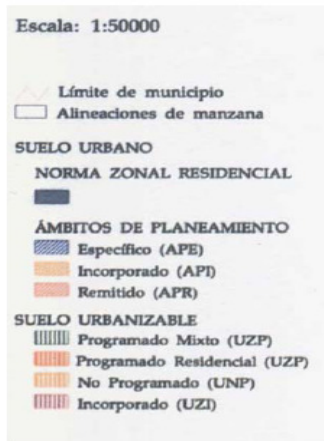 Escala: 1:50000
Límite de municipio
Alineaciones de manzana
SUELO URBANO
NORMA ZONAL RESIDENCIAL
ÁMBITOS DE PLANEAMIENTO
Específico (APE)
Incorporado (API)
Remitido (APR)
SUELO URBANIZABLE
Programado Mixto (UZP)
Programado Residencial (UZP)
No Programado (UNP)
Incorporado (UZI)